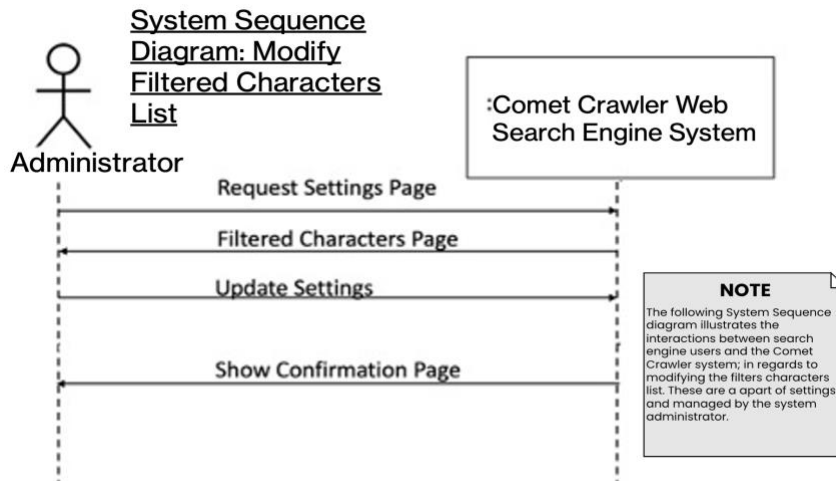 System Sequence
Diagram: Modify
Filtered Characters
List
:Comet Crawler Web
Search Engine System
Administrator
Request Settings Page
Filtered Characters Page
Update Settings
Show Confirmation Page
NOTE
The following System Sequence
diagram illustrates the
interactions between search
engine users and the Comet
Crawler system; in regards to
modifying the filters characters
list. These are a apart of settings
and managed by the system
administrator.